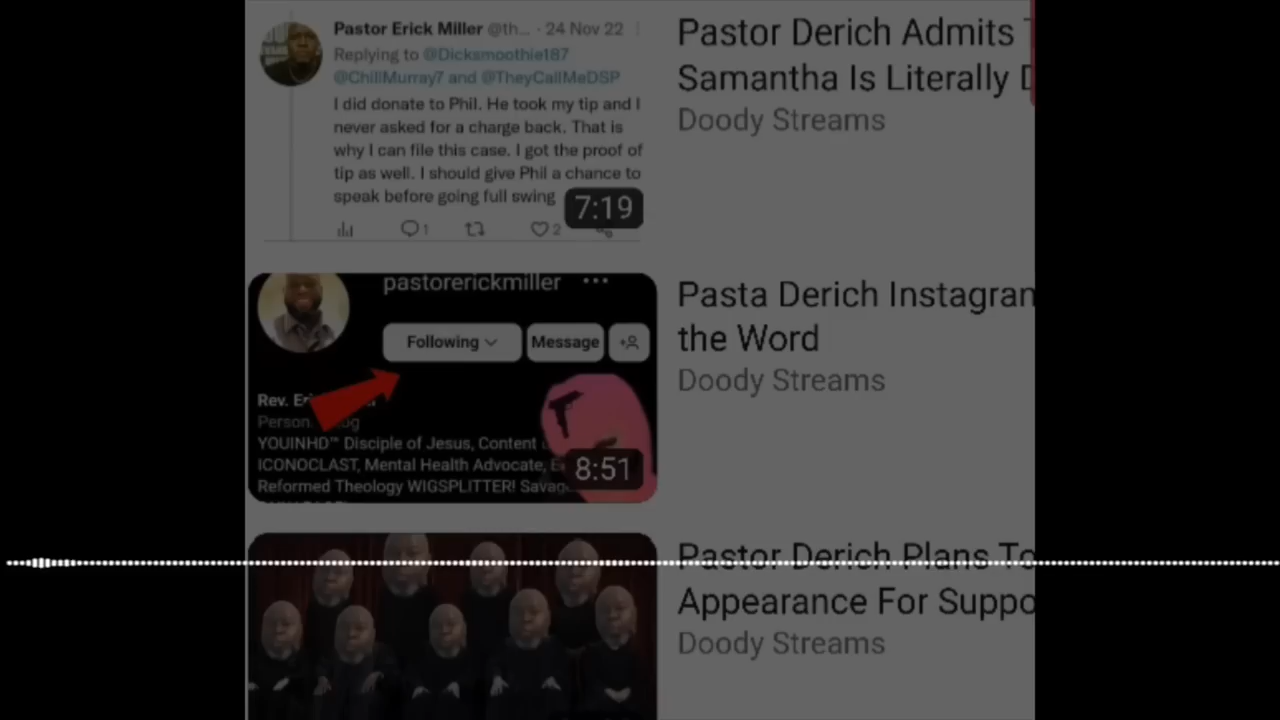 Pastor Erick Miller @th... · 24 Nov 22
Replying to @Dicksmoothie187
@ChillMurray7 and @TheyCallMeDSP
I did donate to Phil. He took my tip and I
never asked for a charge back. That is
why I can file this case. I got the proof of
tip as well. I should give Phil a chance to
speak before going full swing
1
2
7:19
Pastor Derich Admits
Samantha Is Literally
Doody Streams
pastorerickmiller ...
Following
Message
Rev.
Person
YOUINHD™ Disciple of Jesus, Content
ICONOCLAST, Mental Health Advocate,
Reformed Theology WIGSPLITTER!
8:51
Pasta Derich Instagram
the Word
Doody Streams
Pastor Derich Plans To
Appearance For Suppo
Doody Streams